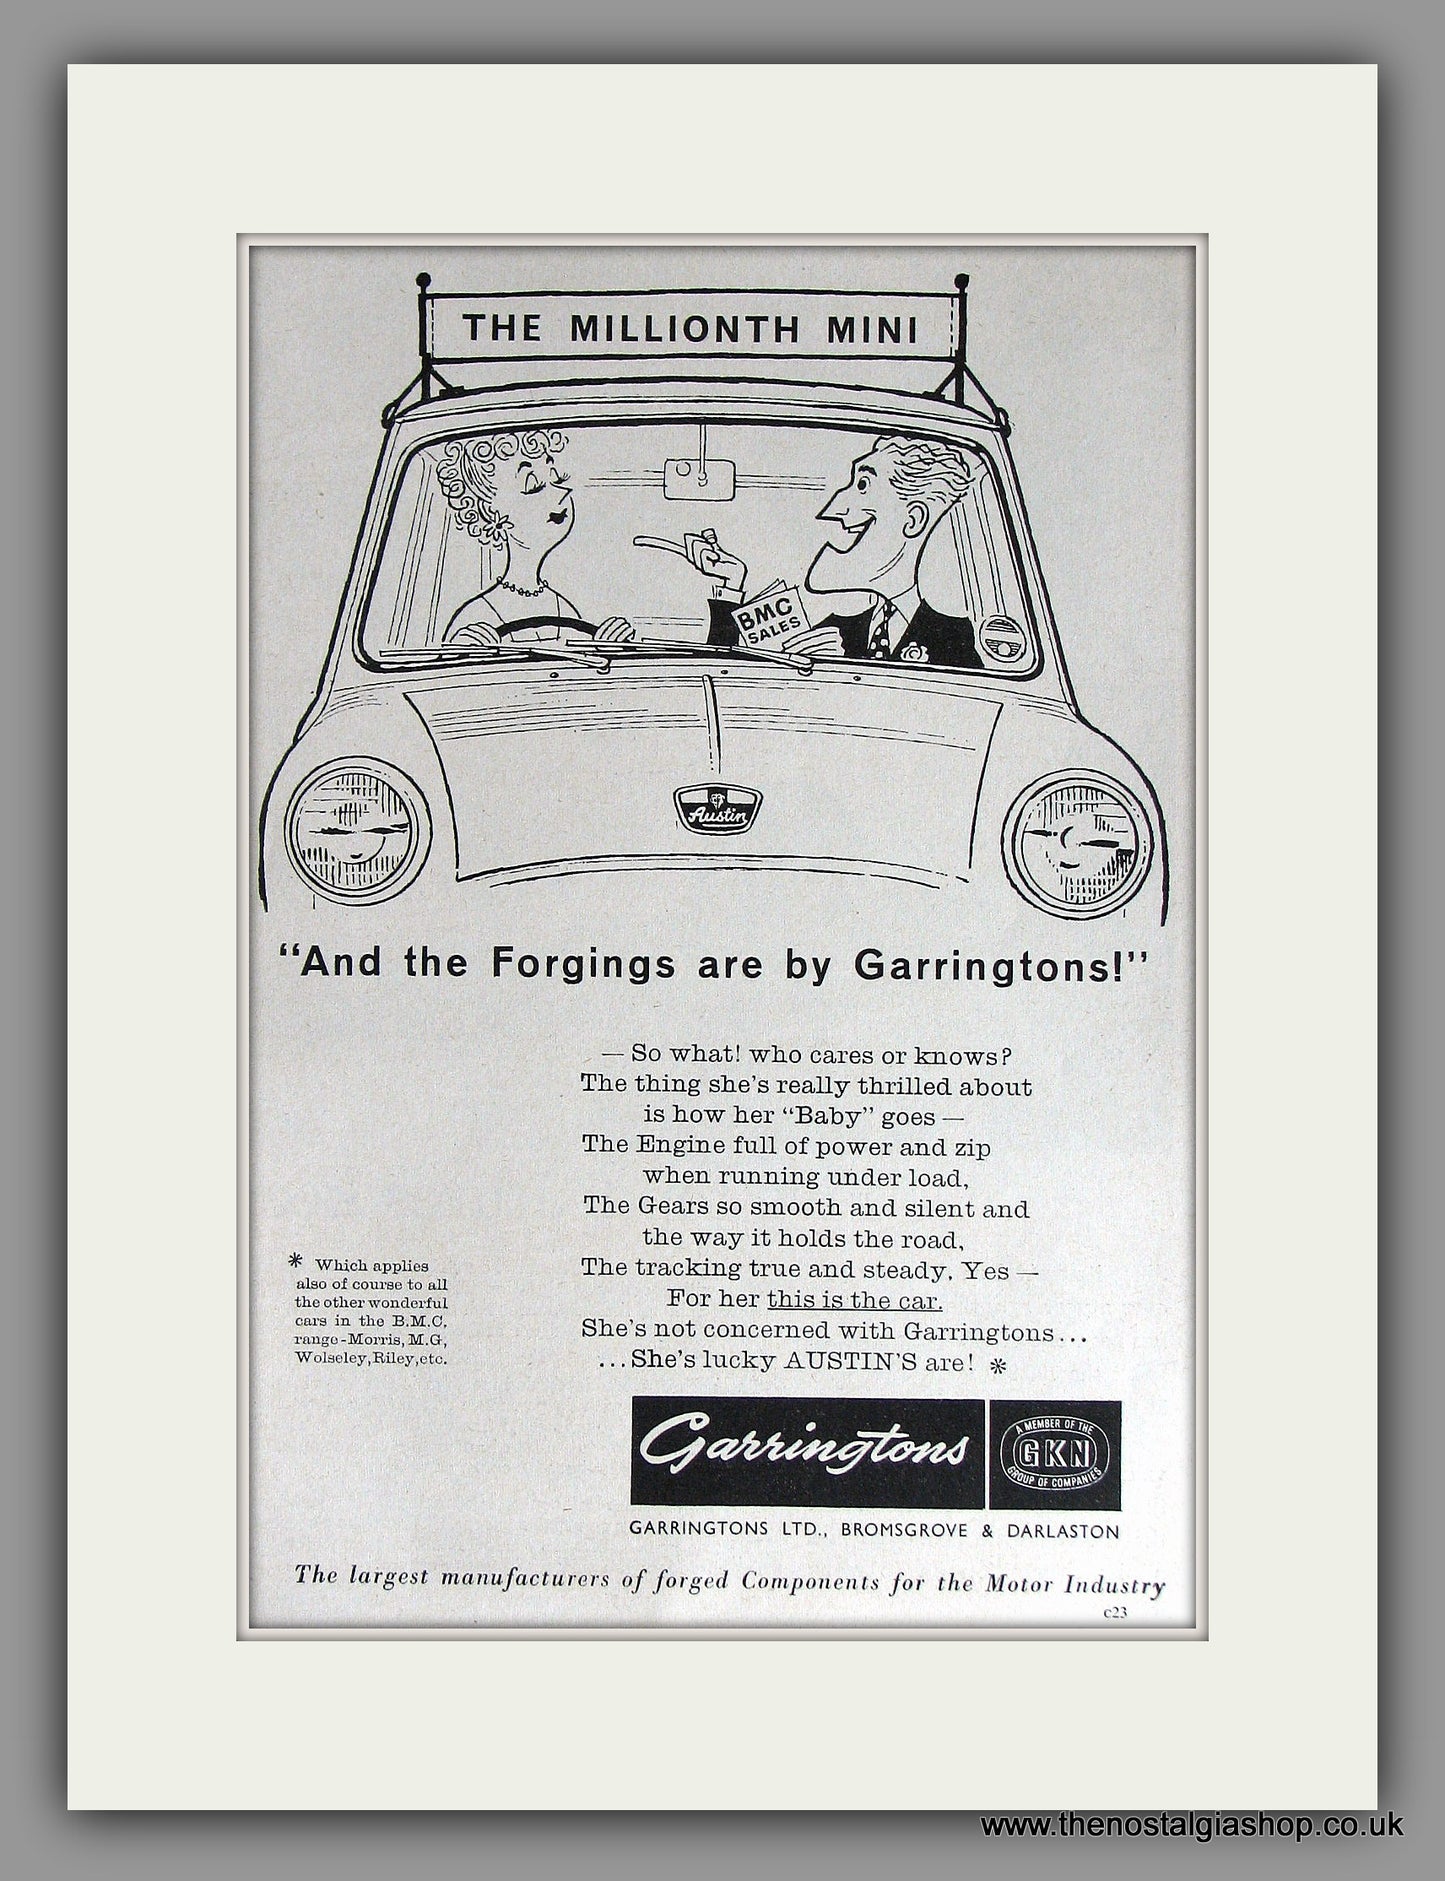 THE MILLIONTH MINI
BMC
SALES
Austin
“And the Forgings are by Garringtons!”
— So what! who cares or knows?
The thing she's really thrilled about
is how her “Baby” goes —
The Engine full of power and zip
when running under load,
The Gears so smooth and silent and
the way it holds the road,
The tracking true and steady. Yes —
For her this is the car.
She's not concerned with Garringtons...
...She's lucky AUSTIN'S are! *
* Which applies
also of course to all
the other wonderful
cars in the B.M.C.
range-Morris, M.G,
Wolseley, Riley, etc.
Garringtons
A MEMBER OF THE
GKN
GROUP OF COMPANIES
GARRINGTONS LTD., BROMSGROVE & DARLASTON
The largest manufacturers of forged Components for the Motor Industry
c23
www.thenostalgiashop.co.uk